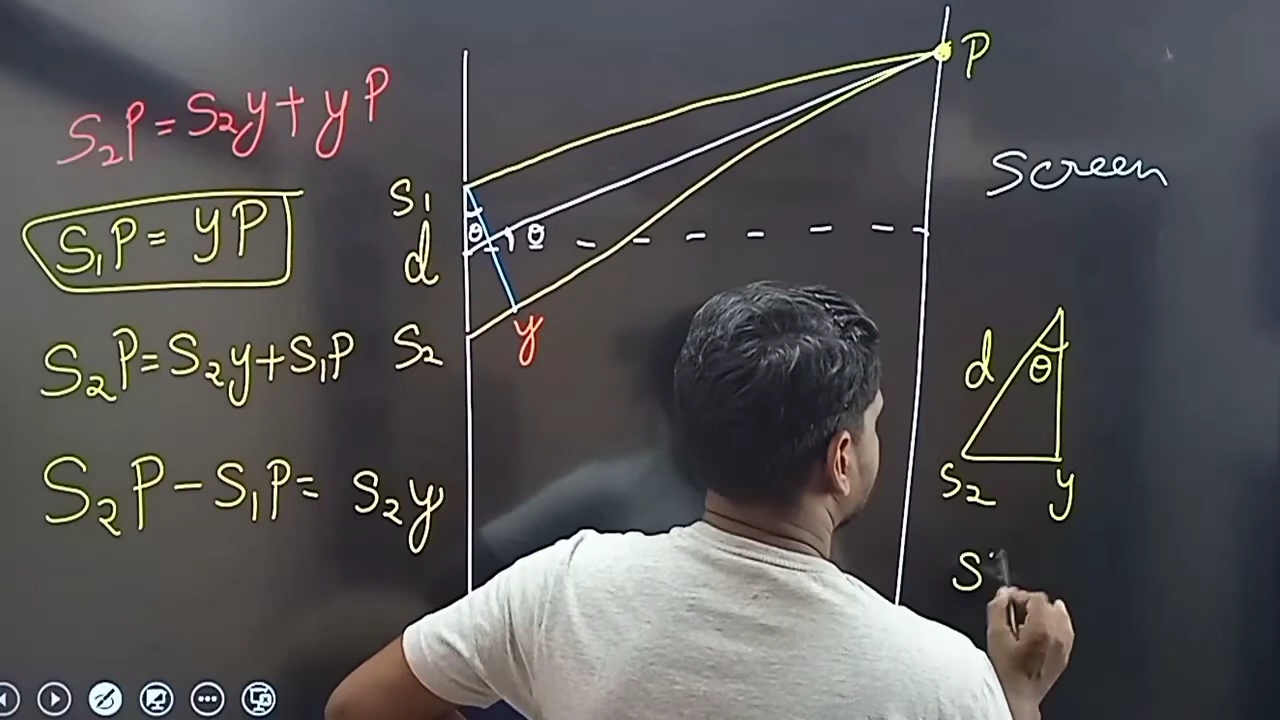 S₂P = S₂y + yP
S₁P = yP
S₂P = S₂y + S₁P
S₂P - S₁P = S₂y
S₁
d
S₂
θ
θ
y
P
Screen
d
θ
S₂
y
S